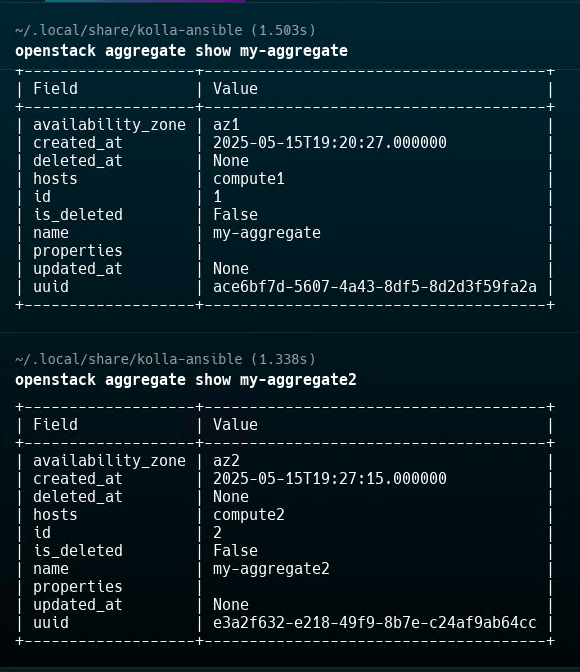 ~/.local/share/kolla-ansible (1.503s)
openstack aggregate show my-aggregate
+-------------------+--------------------------------------+
| Field             | Value                                |
+-------------------+--------------------------------------+
| availability_zone | az1                                  |
| created_at        | 2025-05-15T19:20:27.000000           |
| deleted_at        | None                                 |
| hosts             | compute1                             |
| id                | 1                                    |
| is_deleted        | False                                |
| name              | my-aggregate                         |
| properties        |                                      |
| updated_at        | None                                 |
| uuid              | ace6bf7d-5607-4a43-8df5-8d2d3f59fa2a |
+-------------------+--------------------------------------+
~/.local/share/kolla-ansible (1.338s)
openstack aggregate show my-aggregate2
+-------------------+--------------------------------------+
| Field             | Value                                |
+-------------------+--------------------------------------+
| availability_zone | az2                                  |
| created_at        | 2025-05-15T19:27:15.000000           |
| deleted_at        | None                                 |
| hosts             | compute2                             |
| id                | 2                                    |
| is_deleted        | False                                |
| name              | my-aggregate2                        |
| properties        |                                      |
| updated_at        | None                                 |
| uuid              | e3a2f632-e218-49f9-8b7e-c24af9ab64cc |
+-------------------+--------------------------------------+